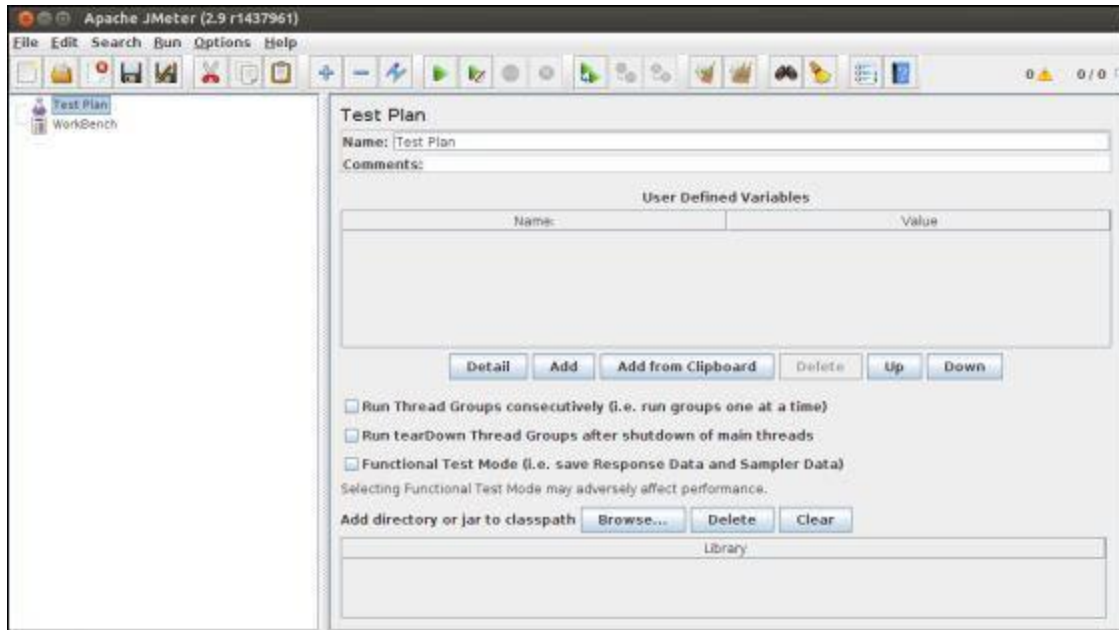 Apache JMeter (2.9 r1437961)
File Edit Search Run Options Help
0 0 / 0
Test Plan
WorkBench
Test Plan
Name: Test Plan
Comments:
User Defined Variables
Name: Value
Detail Add Add from Clipboard Delete Up Down
Run Thread Groups consecutively (i.e. run groups one at a time)
Run tearDown Thread Groups after shutdown of main threads
Functional Test Mode (i.e. save Response Data and Sampler Data)
Selecting Functional Test Mode may adversely affect performance.
Add directory or jar to classpath Browse... Delete Clear
Library